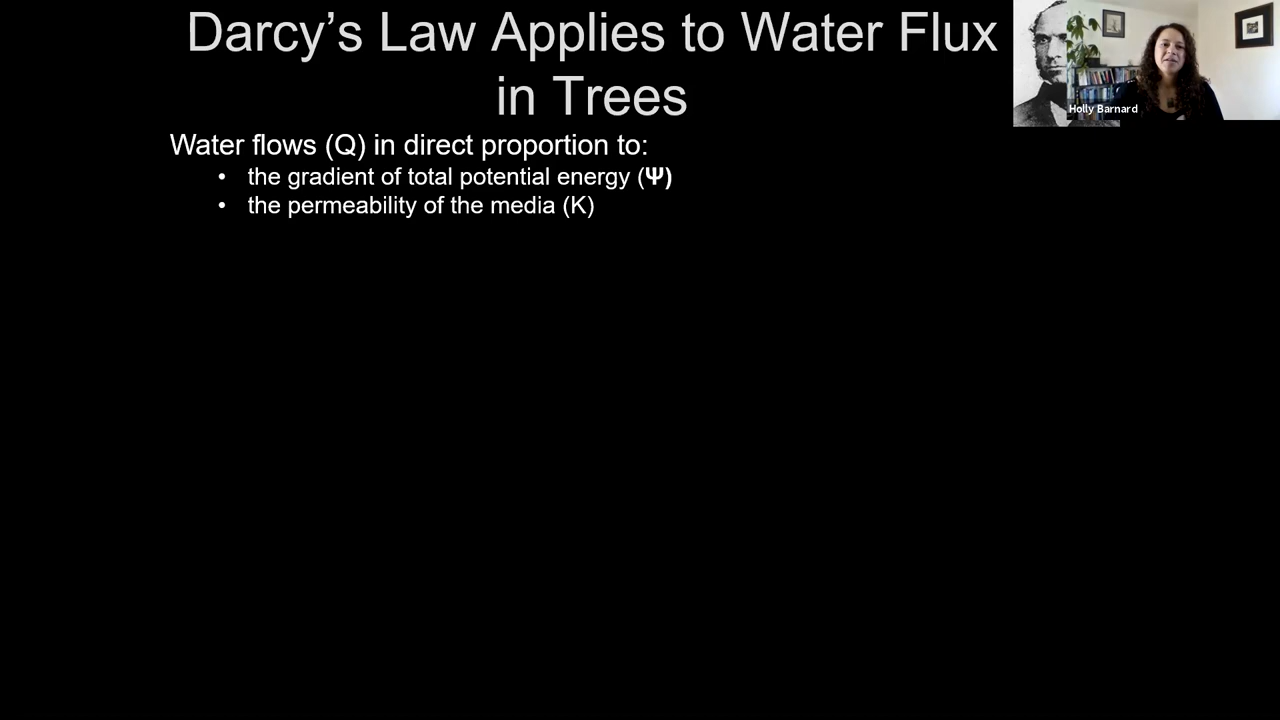 Darcy’s Law Applies to Water Flux
in Trees
Water flows (Q) in direct proportion to:
• the gradient of total potential energy (Ψ)
• the permeability of the media (K)
Holly Barnard